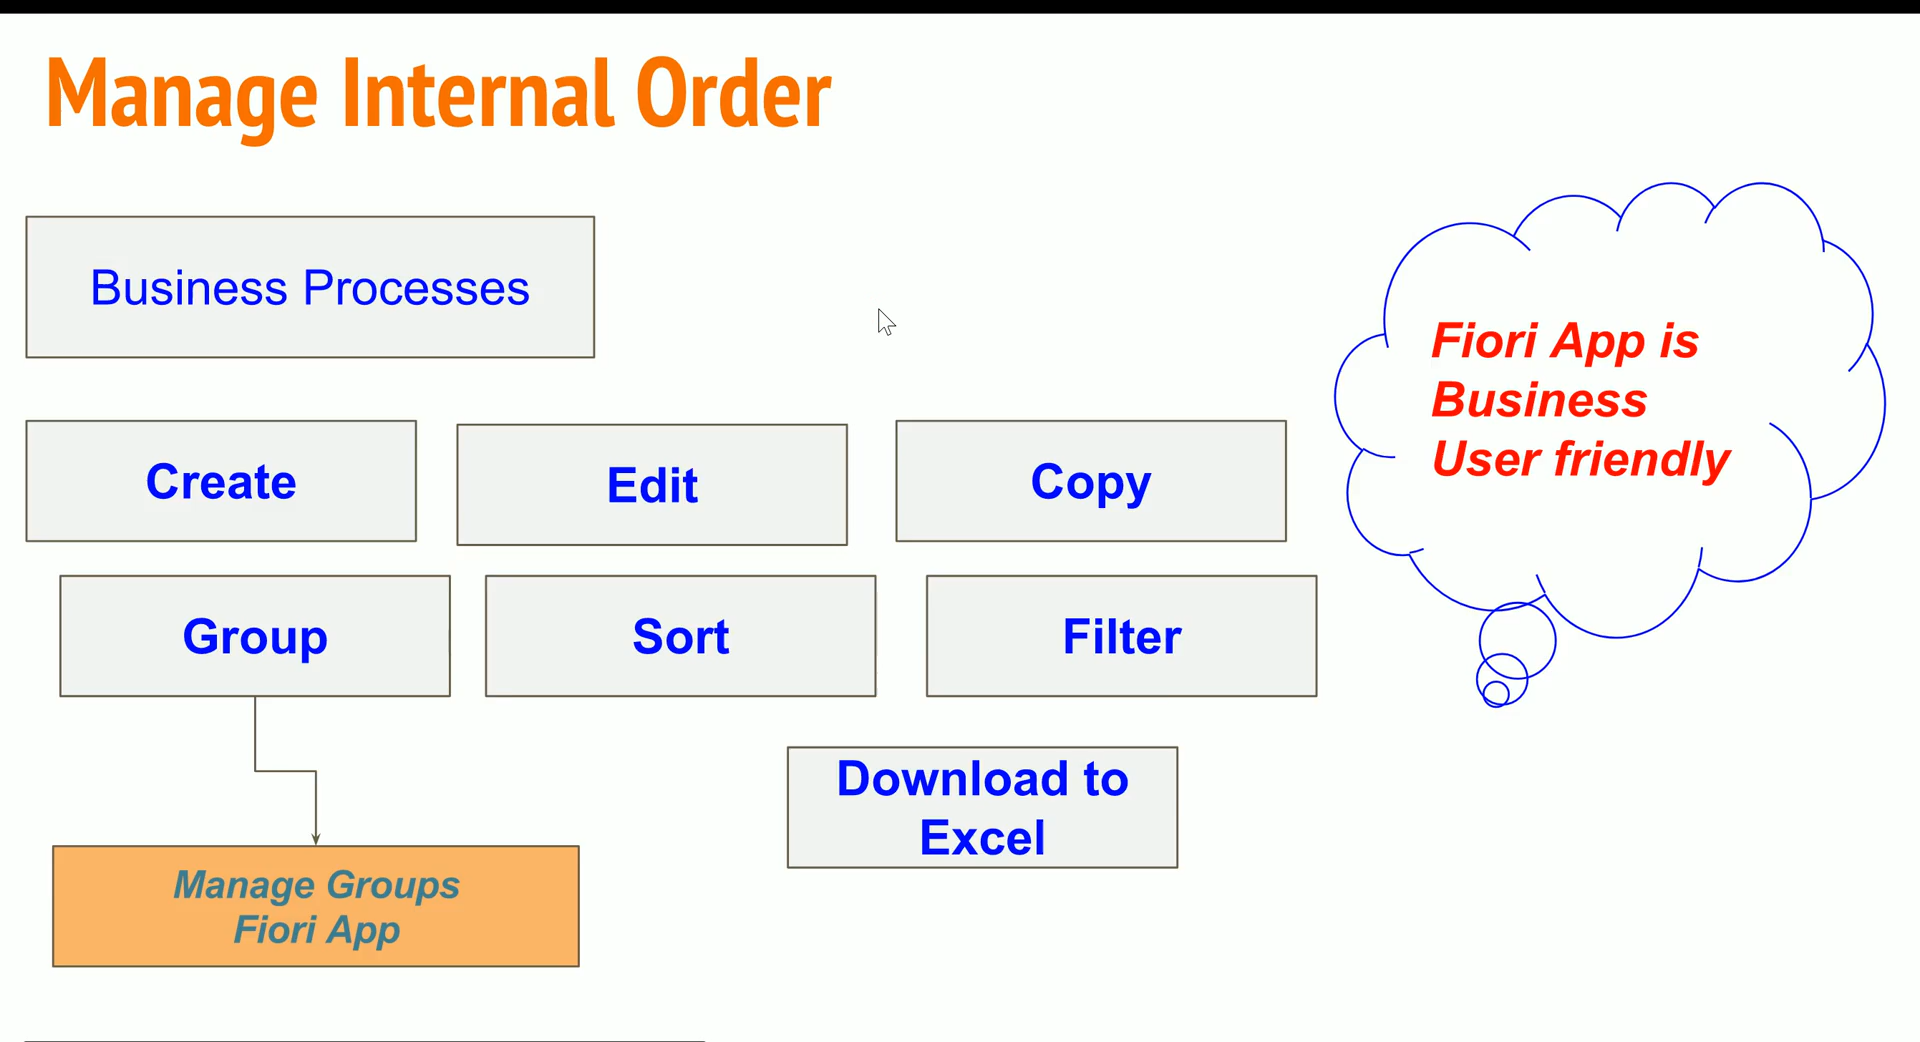 Manage Internal Order
Business Processes
Fiori App is
Business
User friendly
Create
Edit
Copy
Group
Sort
Filter
Download to
Excel
Manage Groups
Fiori App